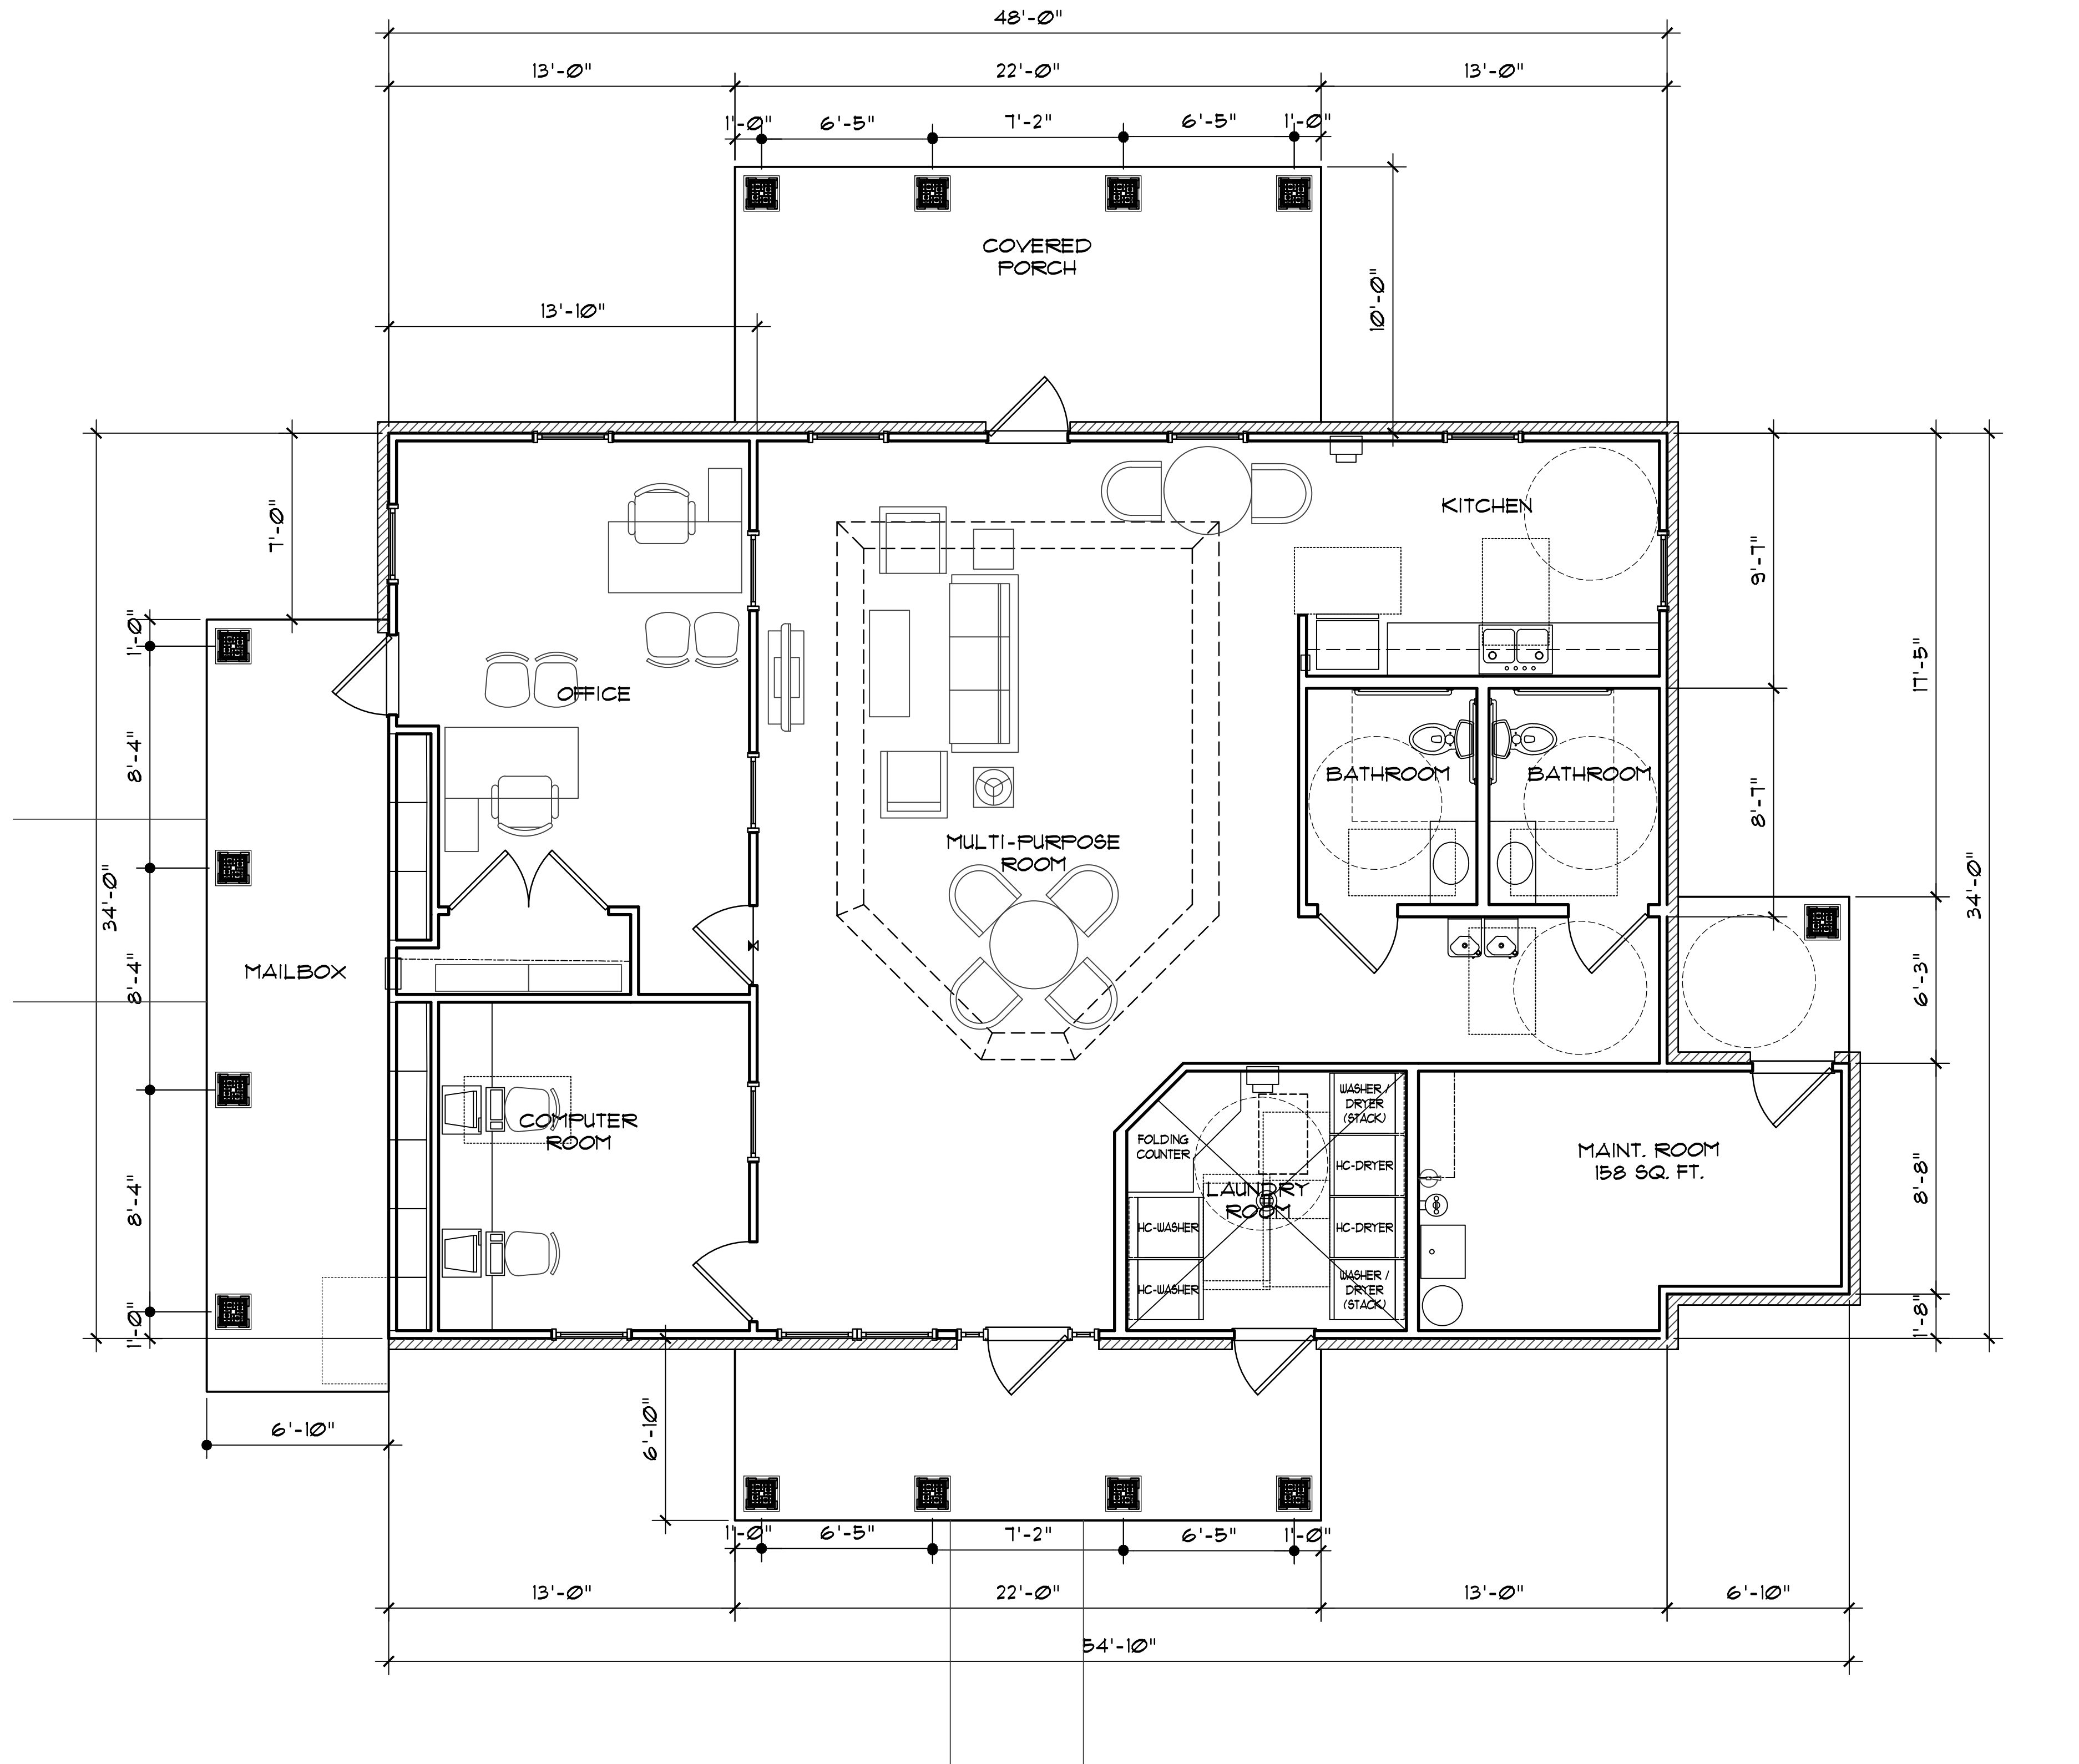 48'-0"
13'-0" 22'-0" 13'-0"
1'-0" 6'-5" 7'-2" 6'-5" 1'-0"
COVERED
PORCH
10'-0"
13'-10"
7'-0"
KITCHEN
9'-7"
1'-0"
17'-5"
OFFICE
8'-4"
BATHROOM BATHROOM
8'-7"
MULTI-PURPOSE
ROOM
34'-0"
34'-0"
MAILBOX
8'-4"
6'-3"
COMPUTER
ROOM
WASHER /
DRYER
(STACK)
FOLDING
COUNTER
HC-DRYER
MAINT. ROOM
158 SQ. FT.
8'-8"
8'-4"
LAUNDRY
ROOM
HC-WASHER HC-DRYER
HC-WASHER
WASHER /
DRYER
(STACK)
1'-0"
1'-8"
6'-10"
6'-10"
1'-0" 6'-5" 7'-2" 6'-5" 1'-0"
13'-0" 22'-0" 13'-0" 6'-10"
54'-10"